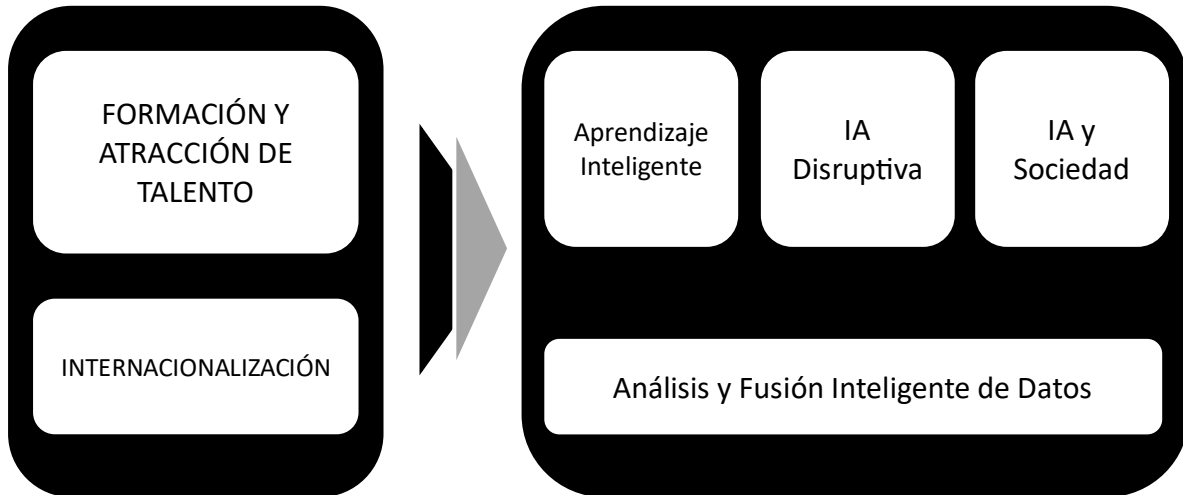 FORMACIÓN Y
ATRACCIÓN DE
TALENTO
INTERNACIONALIZACIÓN
Aprendizaje
Inteligente
IA
Disruptiva
IA y
Sociedad
Análisis y Fusión Inteligente de Datos